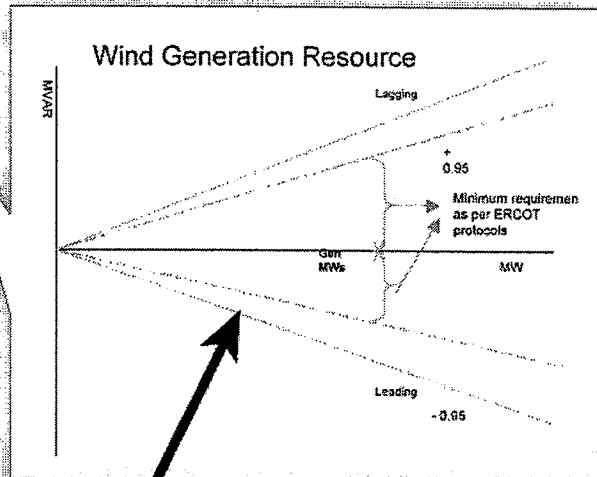 Wind Generation Resource
MVAR
Lagging
+
0.95
Minimum requiremen
as per ERCOT
protocols
Gen
MWs
MW
Leading
- 0.95